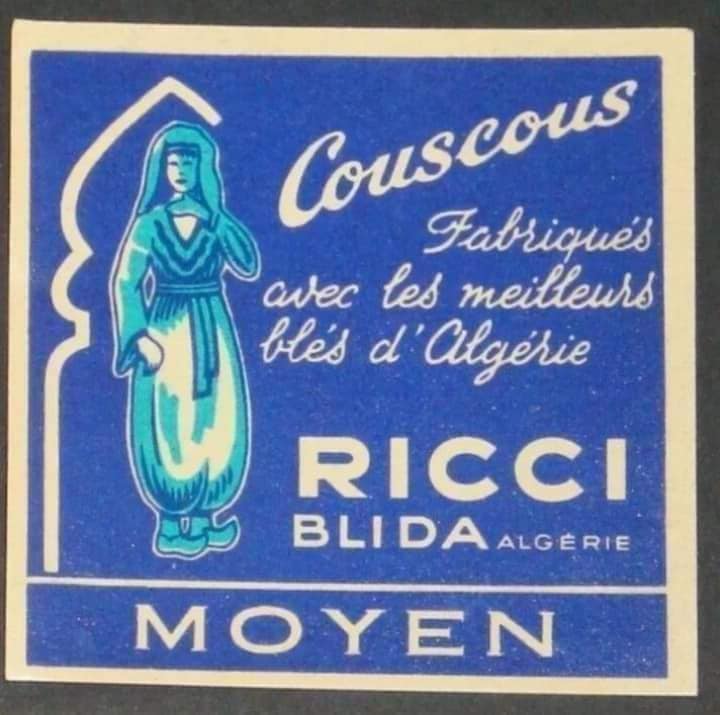 Couscous
Fabriqués
avec les meilleurs
blés d'Algérie
RICCI
BLIDA ALGÉRIE
MOYEN